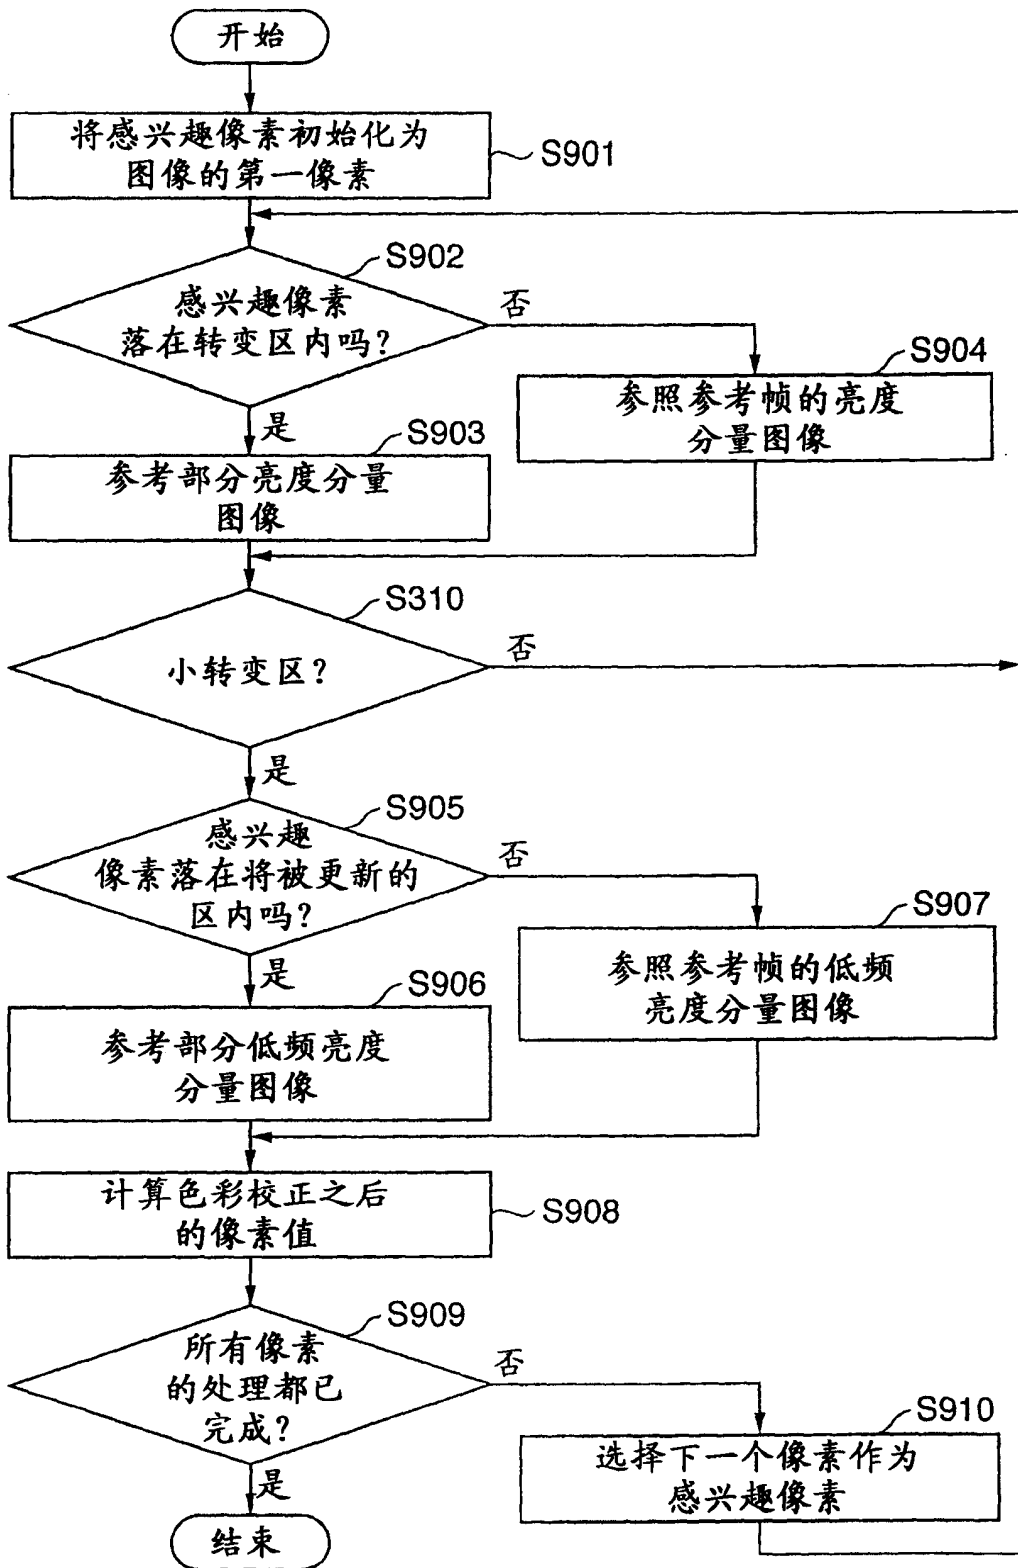 开始
将感兴趣像素初始化为
图像的第一像素
S901
S902
感兴趣像素
落在转变区内吗?
否
是
S904
参照参考帧的亮度
分量图像
S903
参考部分亮度分量
图像
S310
小转变区?
否
是
S905
感兴趣
像素落在将被更新的
区内吗?
否
是
S907
参照参考帧的低频
亮度分量图像
S906
参考部分低频亮度
分量图像
计算色彩校正之后
的像素值
S908
S909
所有像素
的处理都已
完成?
否
是
S910
选择下一个像素作为
感兴趣像素
结束